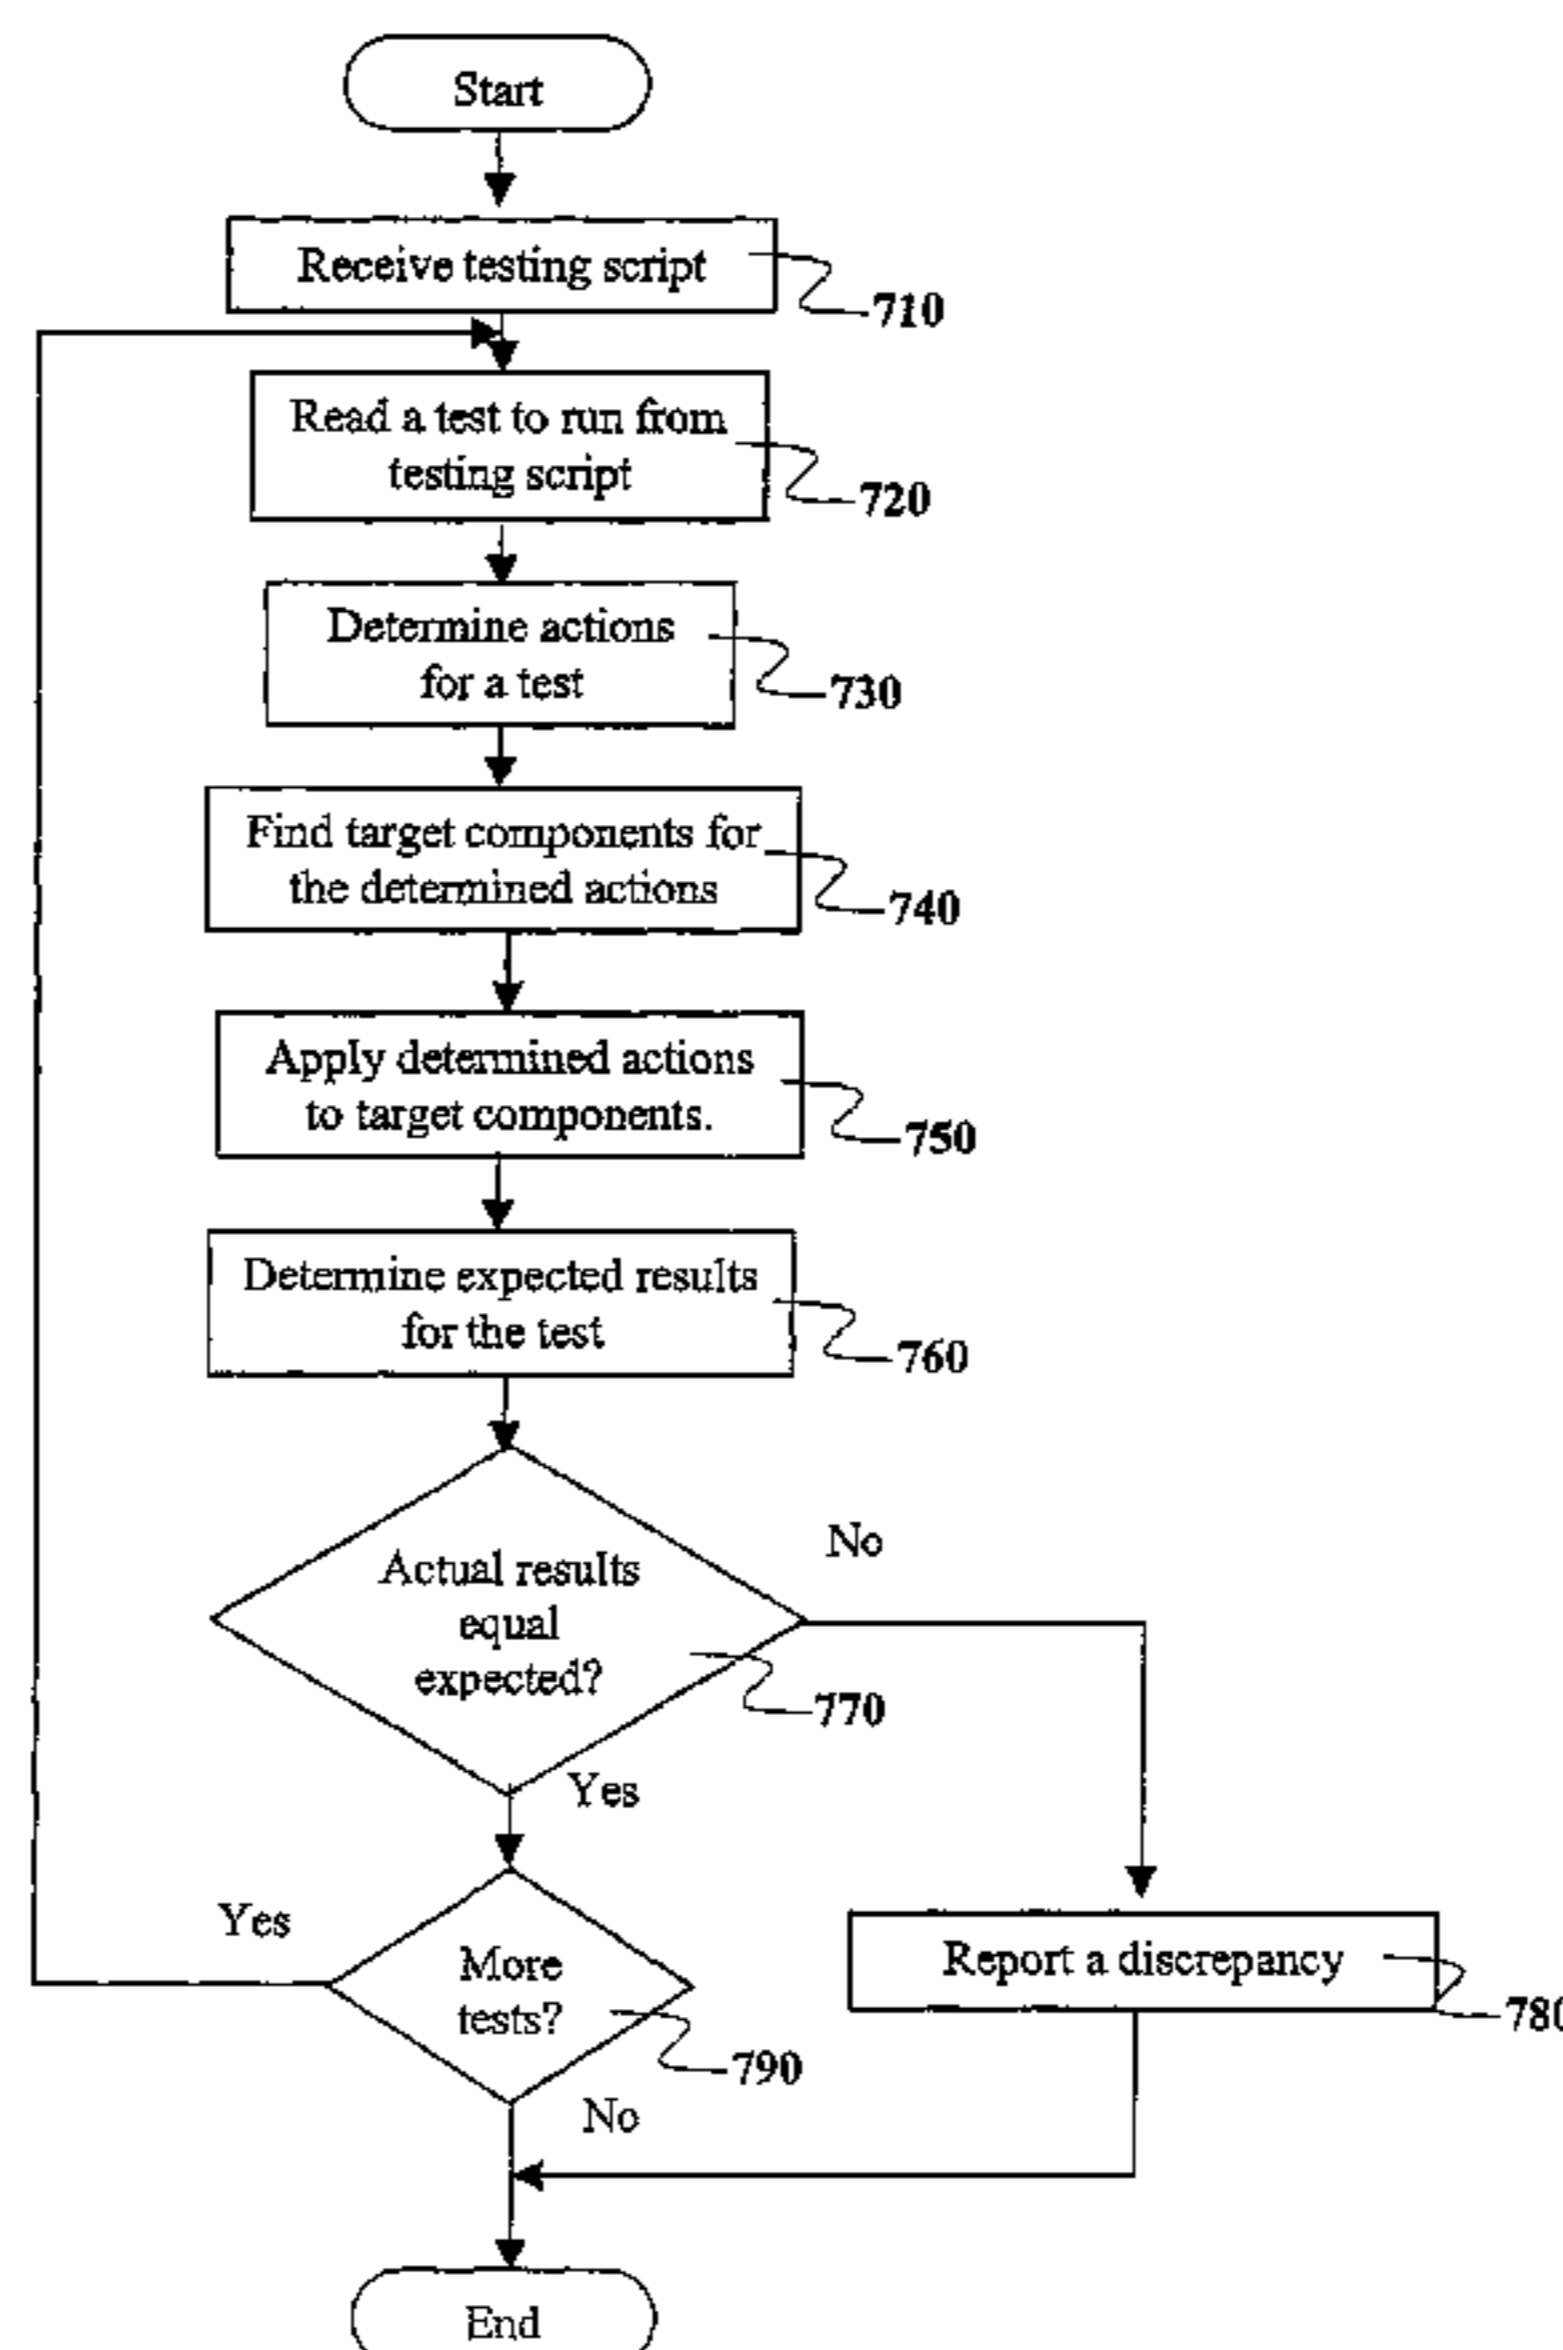 Start
Receive testing script
710
Read a test to run from
testing script
720
Determine actions
for a test
730
Find target components for
the determined actions
740
Apply determined actions
to target components.
750
Determine expected results
for the test
760
Actual results
equal
expected?
No
770
Yes
Yes
More
tests?
790
Report a discrepancy
780
No
End